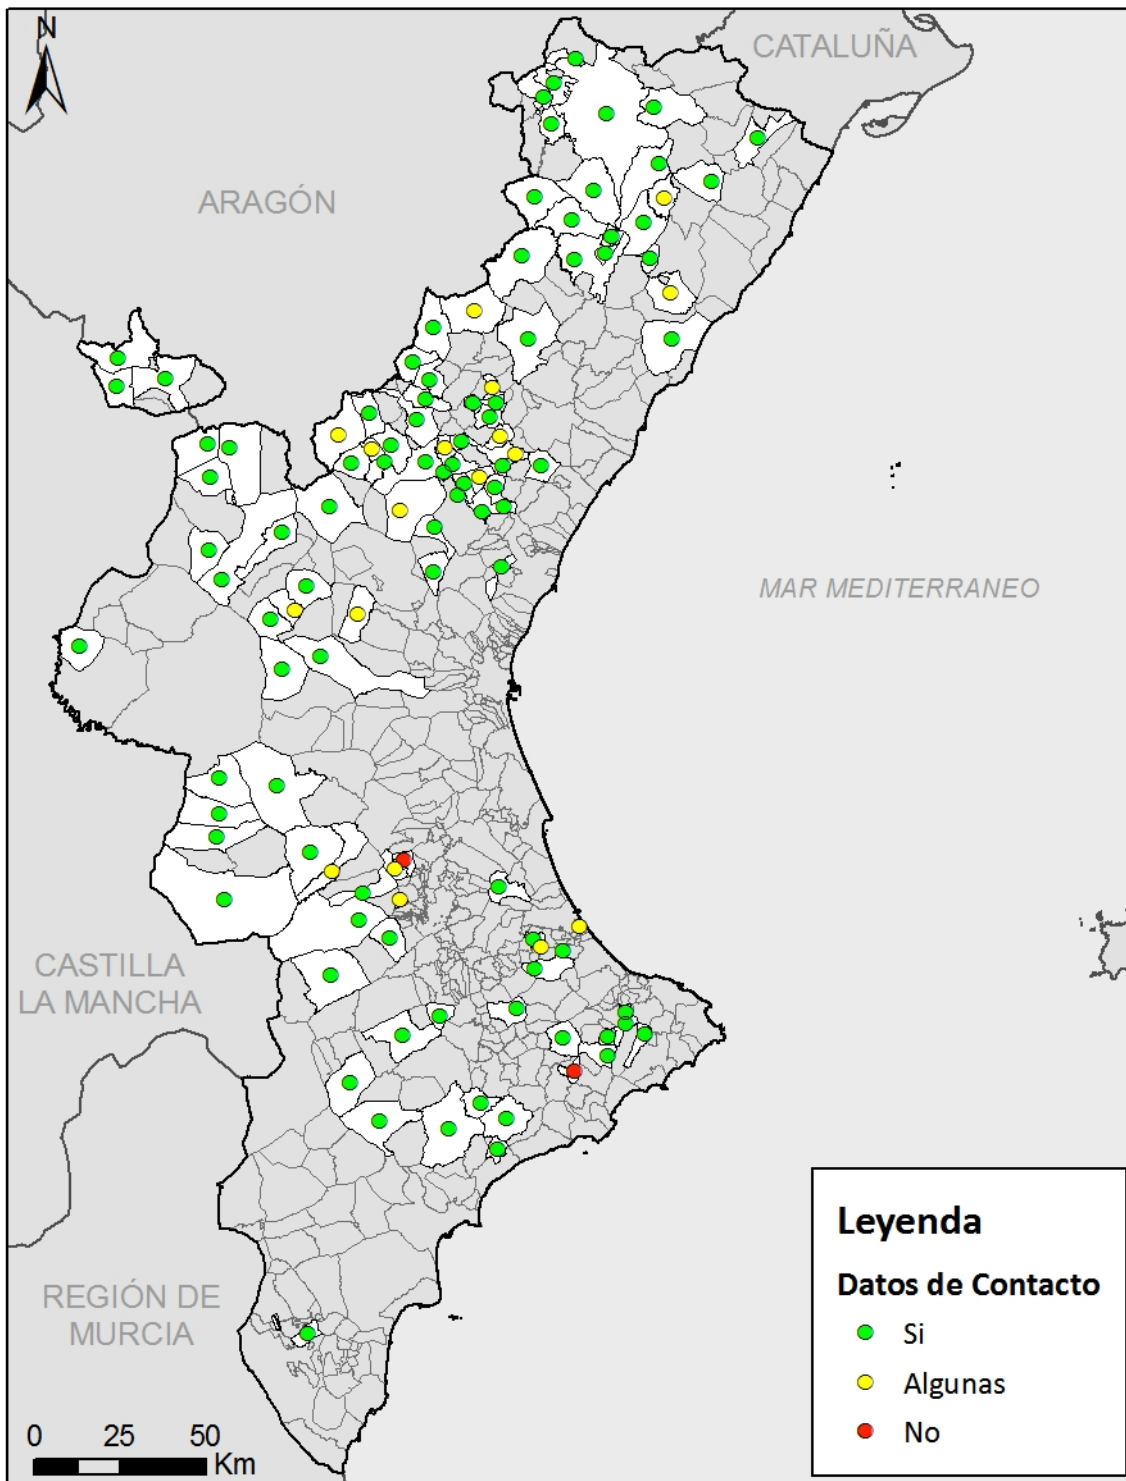 N
CATALUÑA
ARAGÓN
MAR MEDITERRANEO
CASTILLA
LA MANCHA
REGIÓN DE
MURCIA
Leyenda
Datos de Contacto
Si
Algunas
No
0 25 50
Km